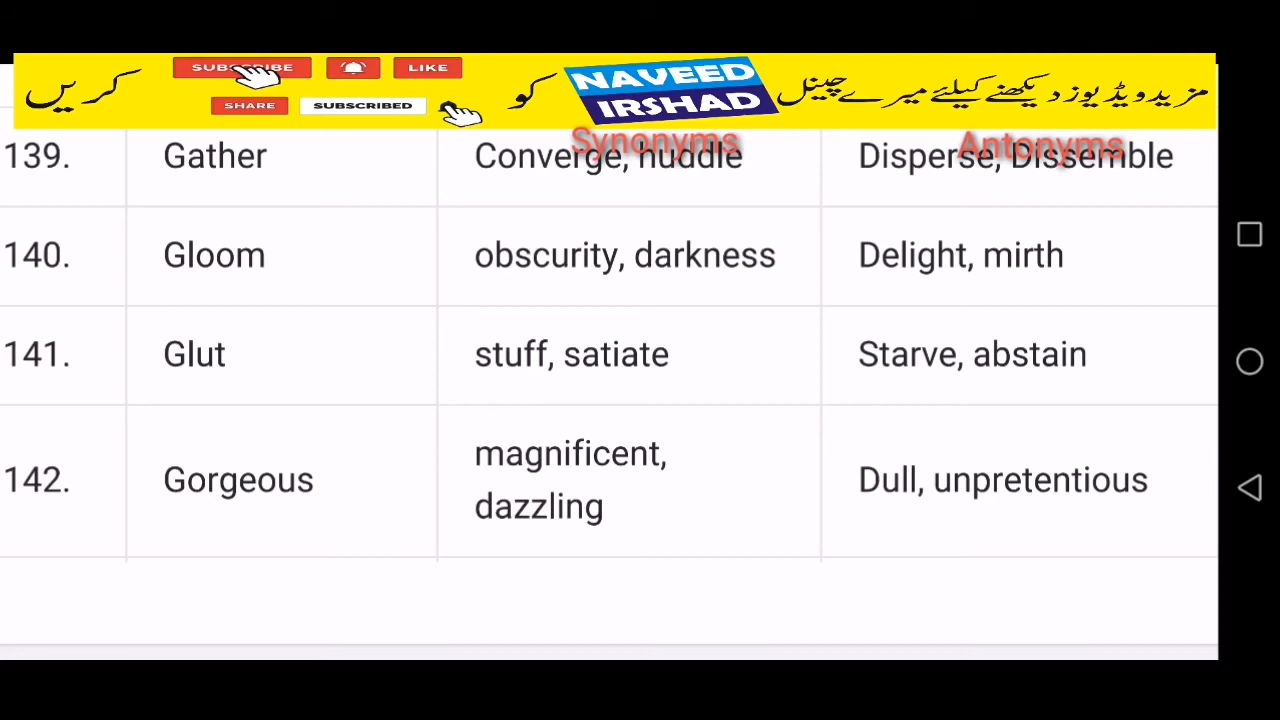 SUBSCRIBE LIKE
SHARE SUBSCRIBED
مزید ویڈیوز دیکھنے کیلئے میرے چینل NAVEED IRSHAD کو کریں
Synonyms Antonyms
139. Gather Converge, huddle Disperse, Dissemble
140. Gloom obscurity, darkness Delight, mirth
141. Glut stuff, satiate Starve, abstain
142. Gorgeous magnificent, dazzling Dull, unpretentious